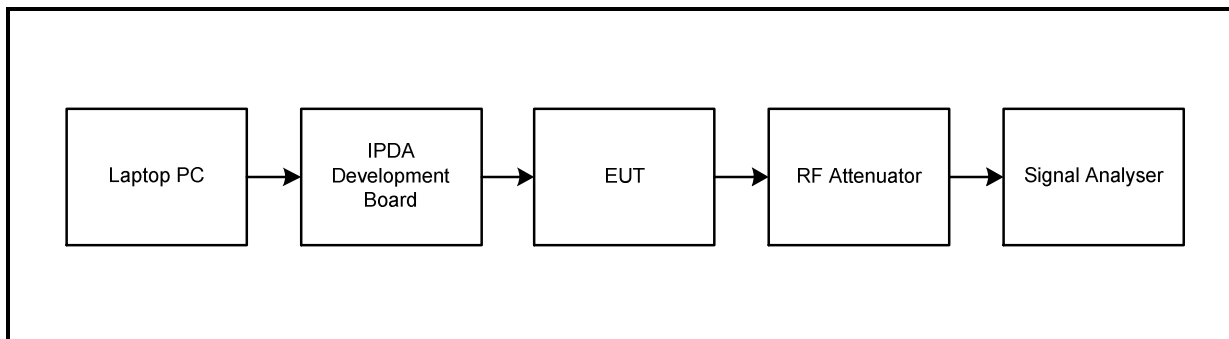 Laptop PC
IPDA
Development
Board
EUT
RF Attenuator
Signal Analyser